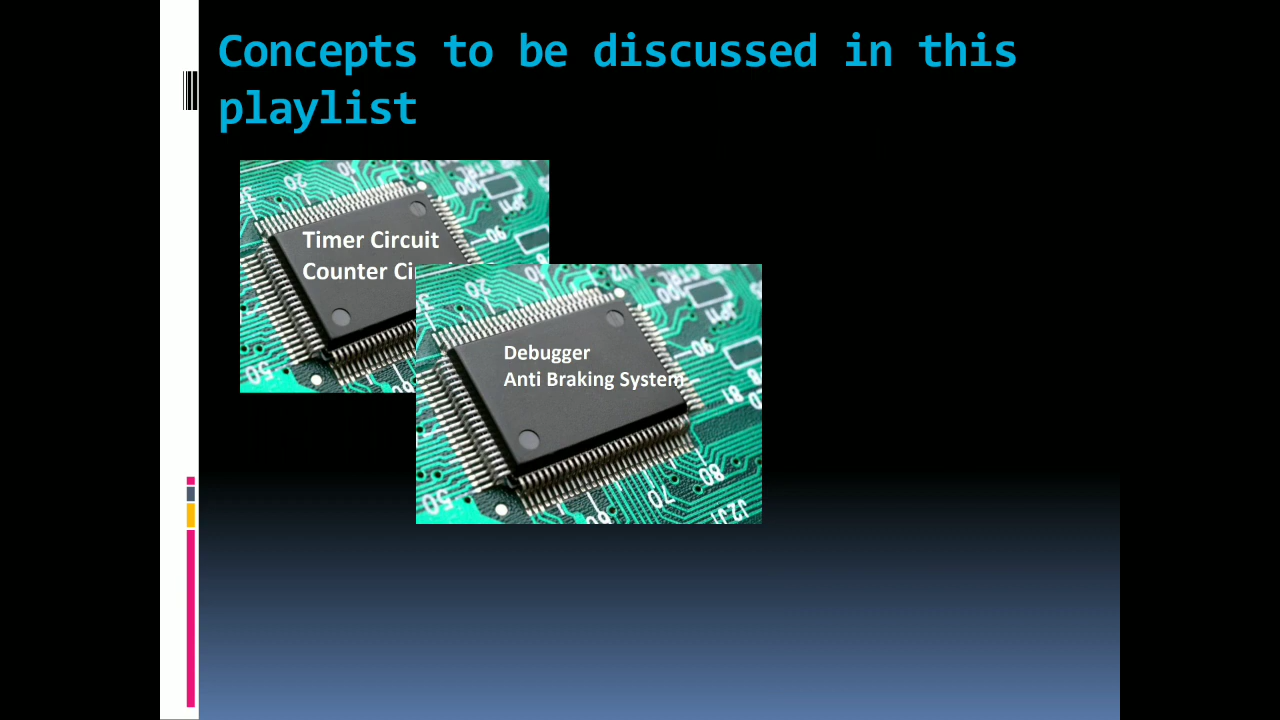 Concepts to be discussed in this
playlist
Timer Circuit
Counter
Debugger
Anti Braking System